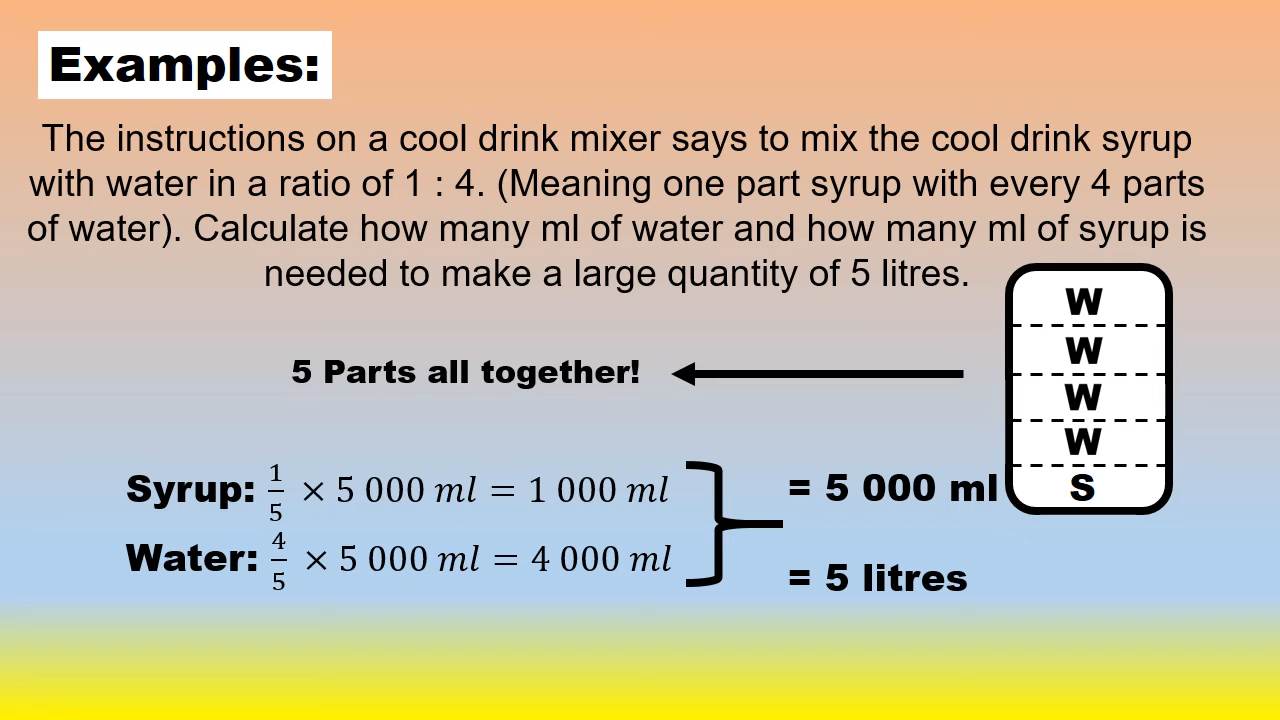 Examples:
The instructions on a cool drink mixer says to mix the cool drink syrup
with water in a ratio of 1 : 4. (Meaning one part syrup with every 4 parts
of water). Calculate how many ml of water and how many ml of syrup is
needed to make a large quantity of 5 litres.
W
W
W
W
S
5 Parts all together!
Syrup: 1/5 × 5 000 ml = 1 000 ml
Water: 4/5 × 5 000 ml = 4 000 ml
= 5 000 ml
= 5 litres